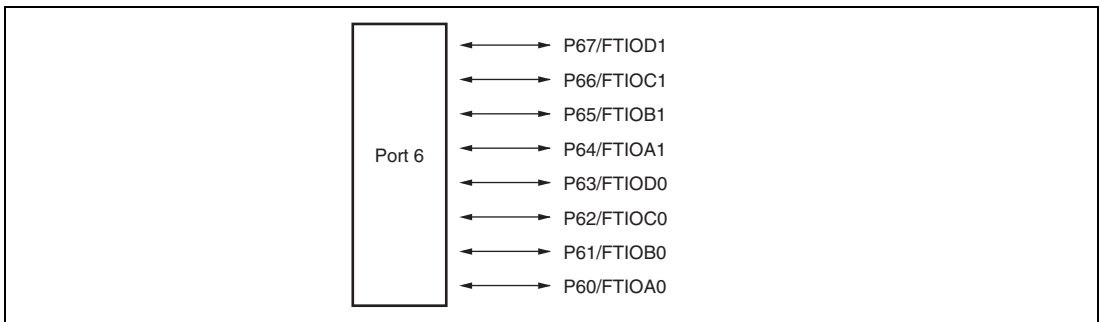 P67/FTIOD1
P66/FTIOC1
P65/FTIOB1
P64/FTIOA1
Port 6
P63/FTIOD0
P62/FTIOC0
P61/FTIOB0
P60/FTIOA0